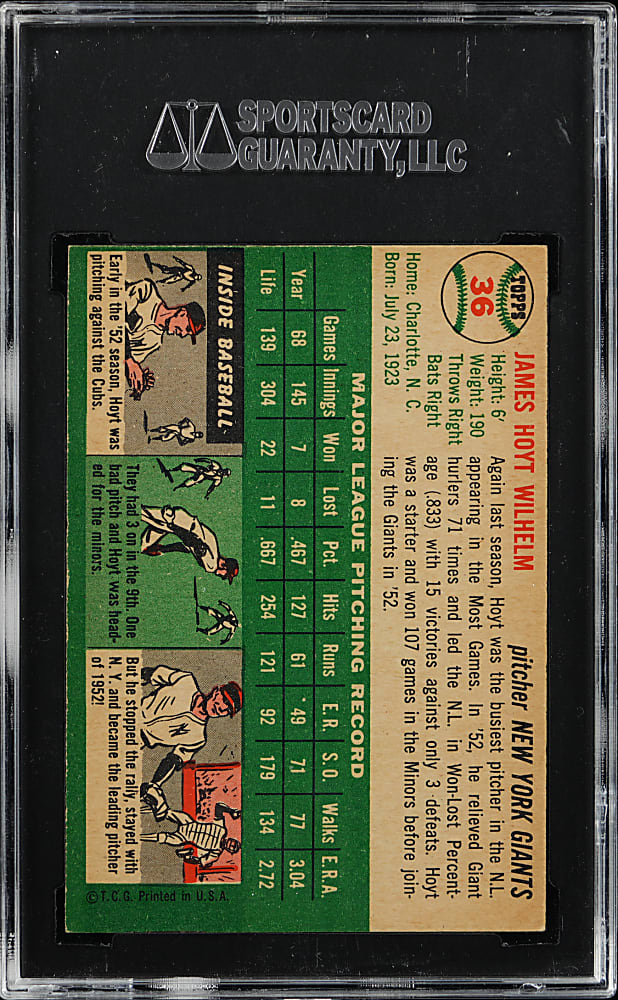 SPORTSCARD
GUARANTY, LLC
TOPPS
36
JAMES HOYT WILHELM
pitcher NEW YORK GIANTS
Height: 6'
Weight: 190
Throws Right
Bats Right
Home: Charlotte, N. C.
Born: July 23, 1923
Again last season, Hoyt was the busiest pitcher in the N.L.
appearing in the Most Games. In '52, he relieved Giant
hurlers 71 times and led the N.L. in Won-Lost Percent-
age (.833) with 15 victories against only 3 defeats. Hoyt
was a starter and won 107 games in the Minors before join-
ing the Giants in '52.
MAJOR LEAGUE PITCHING RECORD
Games Innings Won Lost Pct. Hits Runs E.R. S.O. Walks E.R.A.
Year 68 145 7 8 .467 127 61 49 71 77 3.04
Life 139 304 22 11 .667 254 121 92 179 134 2.72
INSIDE BASEBALL
Early in the '52 season, Hoyt was
pitching against the Cubs.
They had 3 on in the 9th. One
bad pitch and Hoyt was head-
ed for the minors.
N
But he stopped the rally, stayed with
N. Y. and became the leading pitcher
of 1952!
© T.C.G. Printed in U.S.A.